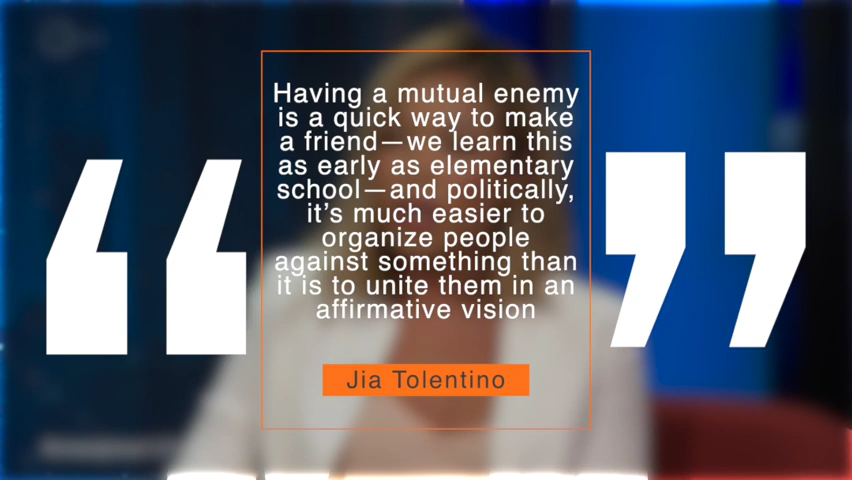 Having a mutual enemy
is a quick way to make
a friend—we learn this
as early as elementary
school—and politically,
it’s much easier to
organize people
against something than
it is to unite them in an
affirmative vision
Jia Tolentino